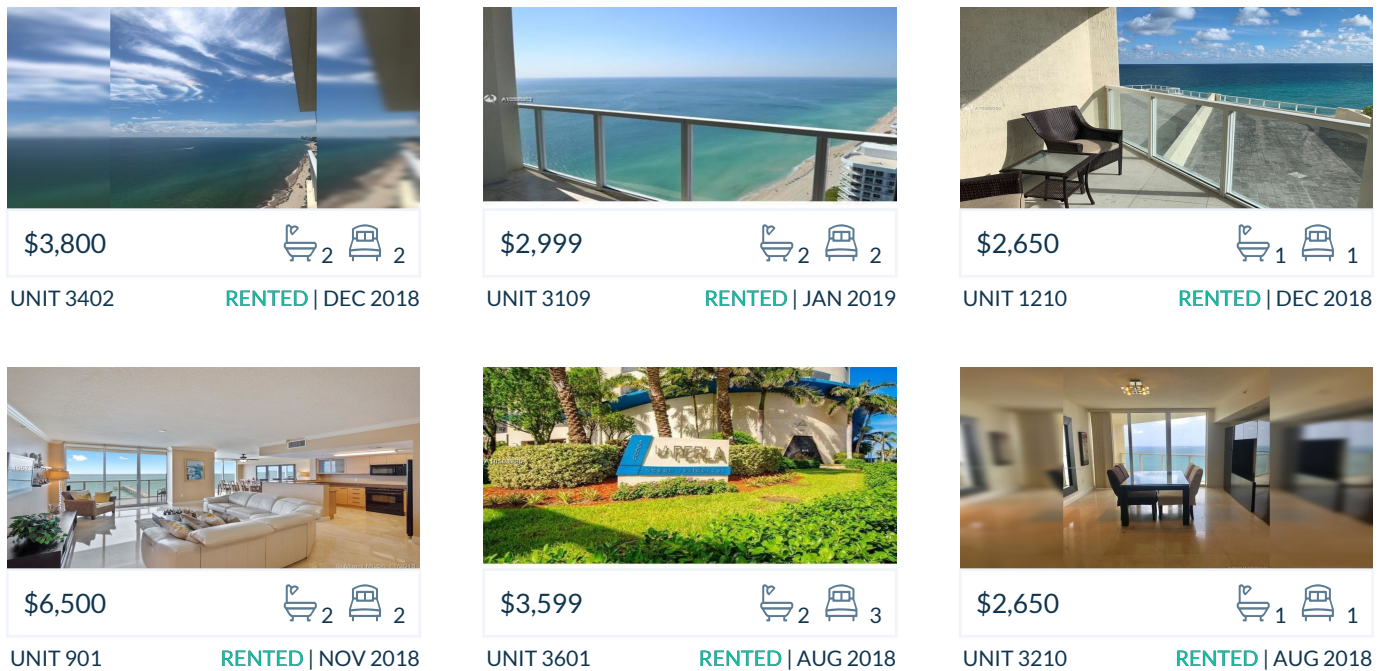 $3,800 2 2
UNIT 3402 RENTED | DEC 2018
$2,999 2 2
UNIT 3109 RENTED | JAN 2019
$2,650 1 1
UNIT 1210 RENTED | DEC 2018
LA PERLA
$6,500 2 2
UNIT 901 RENTED | NOV 2018
$3,599 2 3
UNIT 3601 RENTED | AUG 2018
$2,650 1 1
UNIT 3210 RENTED | AUG 2018